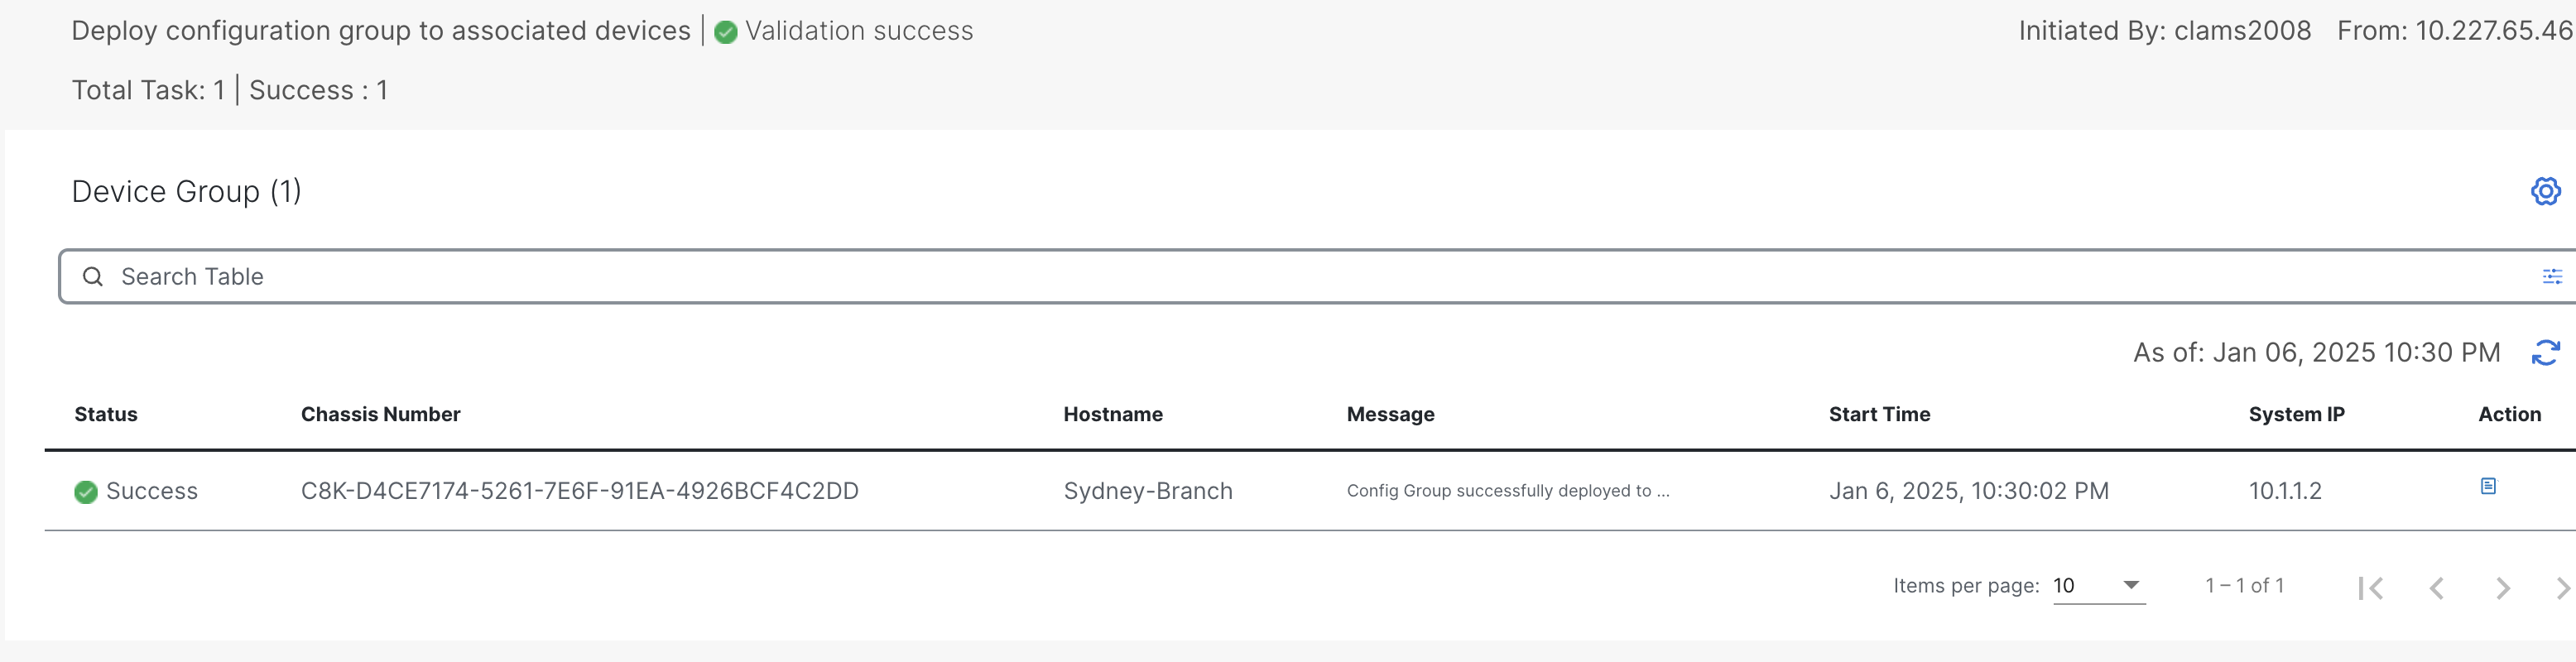 Deploy configuration group to associated devices | Validation success
Initiated By: clams2008 From: 10.227.65.46
Total Task: 1 | Success : 1
Device Group (1)
Search Table
As of: Jan 06, 2025 10:30 PM
Status Chassis Number Hostname Message Start Time System IP Action
Success C8K-D4CE7174-5261-7E6F-91EA-4926BCF4C2DD Sydney-Branch Config Group successfully deployed to ... Jan 6, 2025, 10:30:02 PM 10.1.1.2
Items per page: 10 1 – 1 of 1